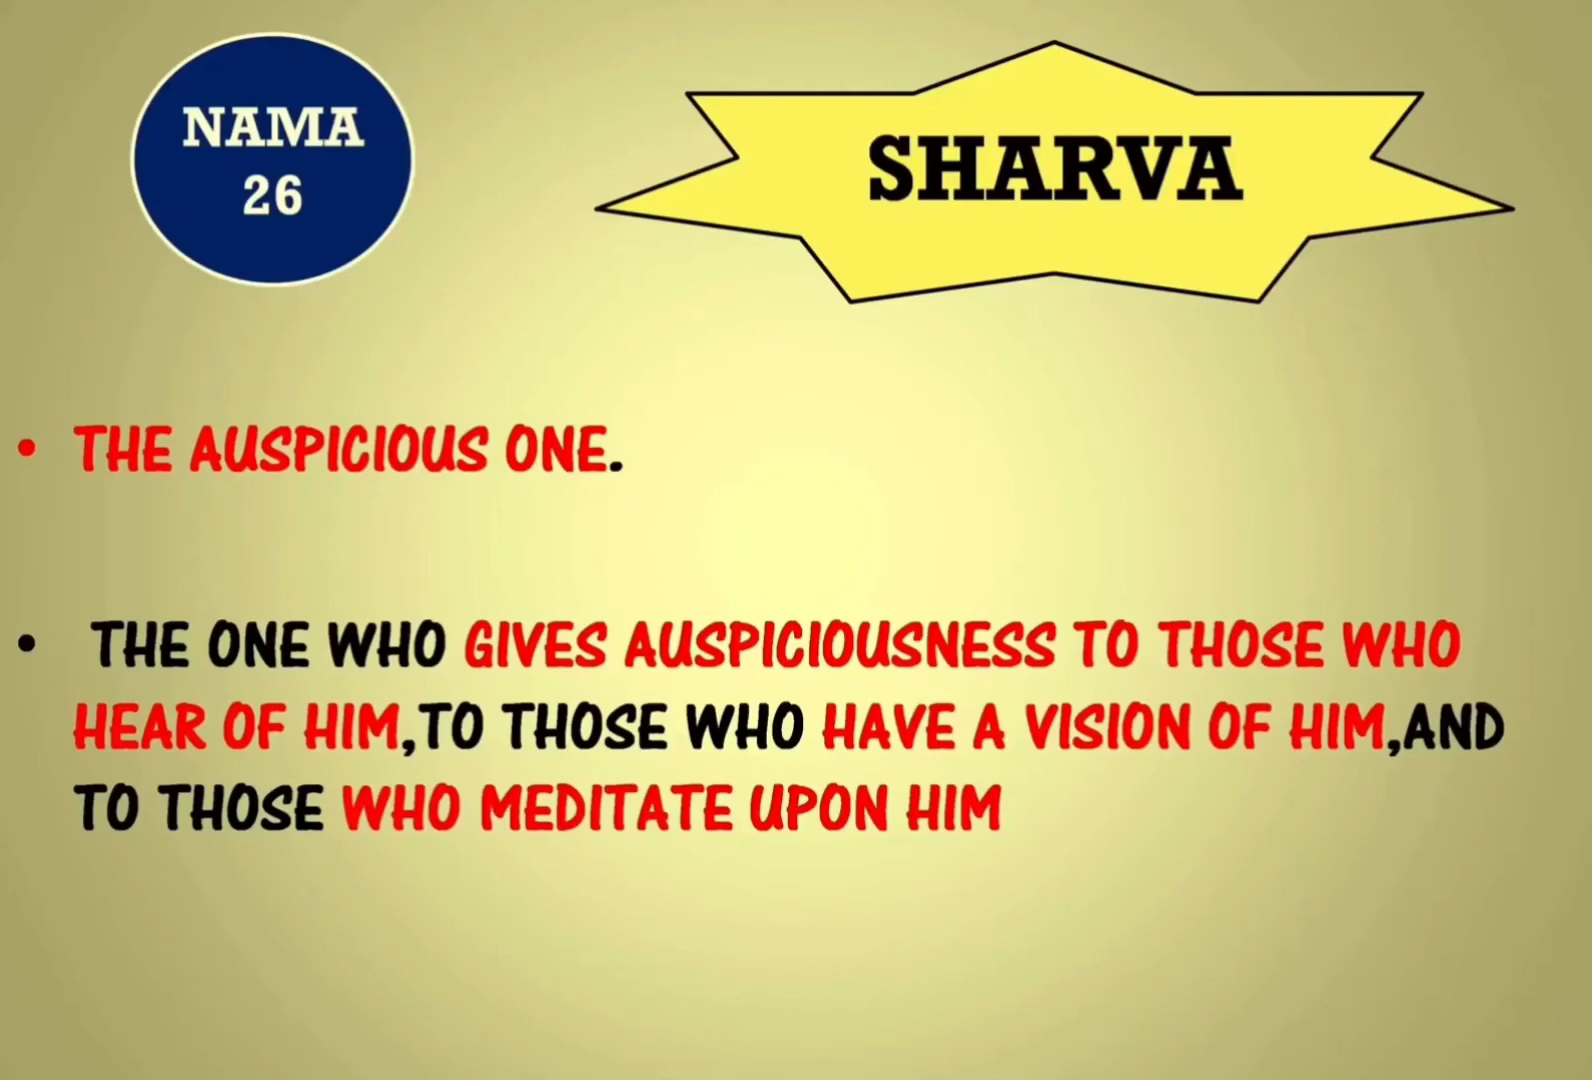 NAMA
26
SHARVA
• THE AUSPICIOUS ONE.
• THE ONE WHO GIVES AUSPICIOUSNESS TO THOSE WHO
HEAR OF HIM,TO THOSE WHO HAVE A VISION OF HIM,AND
TO THOSE WHO MEDITATE UPON HIM